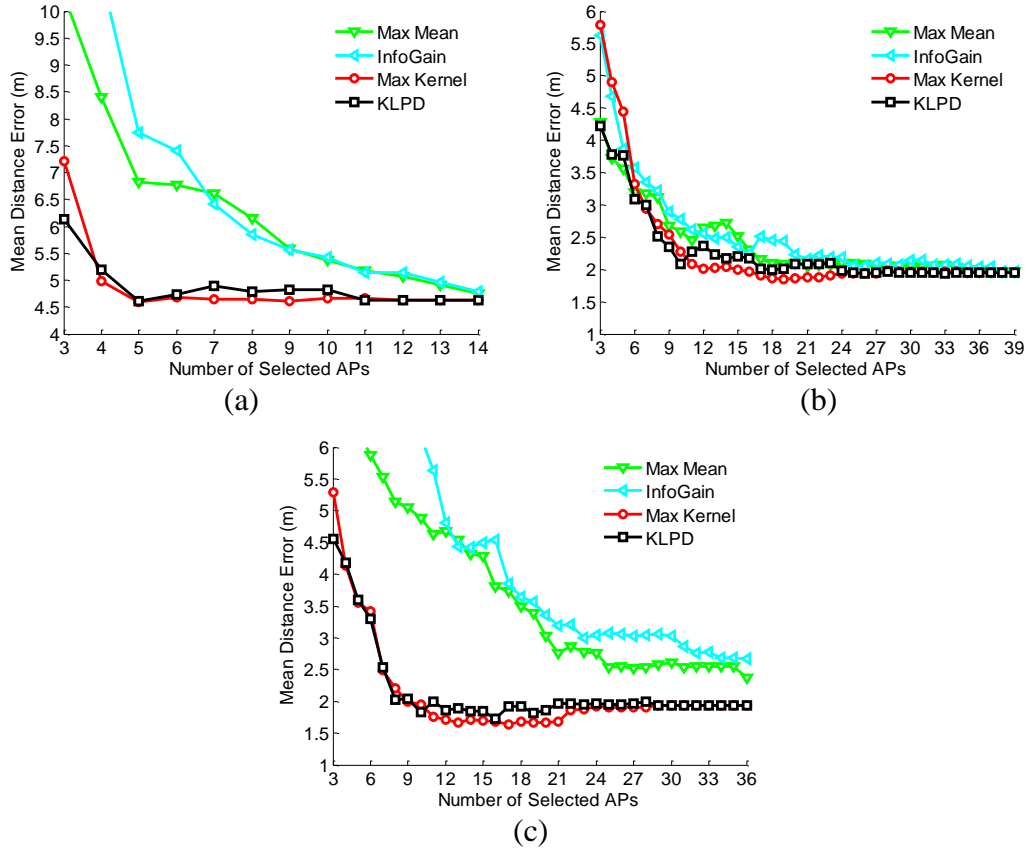 10
9.5
9
8.5
8
7.5
7
6.5
6
5.5
5
4.5
4
Mean Distance Error (m)
3 4 5 6 7 8 9 10 11 12 13 14
Number of Selected APs
Max Mean
InfoGain
Max Kernel
KLPD
(a)
6
5.5
5
4.5
4
3.5
3
2.5
2
1.5
1
Mean Distance Error (m)
3 6 9 12 15 18 21 24 27 30 33 36 39
Number of Selected APs
Max Mean
InfoGain
Max Kernel
KLPD
(b)
6
5.5
5
4.5
4
3.5
3
2.5
2
1.5
1
Mean Distance Error (m)
3 6 9 12 15 18 21 24 27 30 33 36
Number of Selected APs
Max Mean
InfoGain
Max Kernel
KLPD
(c)